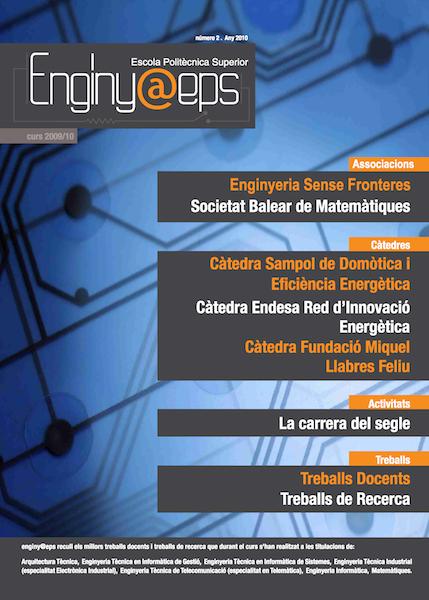 número 2 . Any 2010
Escola Politècnica Superior
Enginy@eps
curs 2009/10
Associacions
Enginyeria Sense Fronteres
Societat Balear de Matemàtiques
Càtedres
Càtedra Sampol de Domòtica i
Eficiència Energètica
Càtedra Endesa Red d'Innovació
Energètica
Càtedra Fundació Miquel
Llabres Feliu
Activitats
La carrera del segle
Treballs
Treballs Docents
Treballs de Recerca
enginy@eps recull els millors treballs docents i treballs de recerca que durant el curs s'han realitzat a les titulacions de:
Arquitectura Tècnica, Enginyeria Tècnica en Informàtica de Gestió, Enginyeria Tècnica en Informàtica de Sistemes, Enginyeria Tècnica Industrial
(especialitat Electrònica Industrial), Enginyeria Tècnica de Telecomunicació (especialitat en Telemàtica), Enginyeria Informàtica, Matemàtiques.